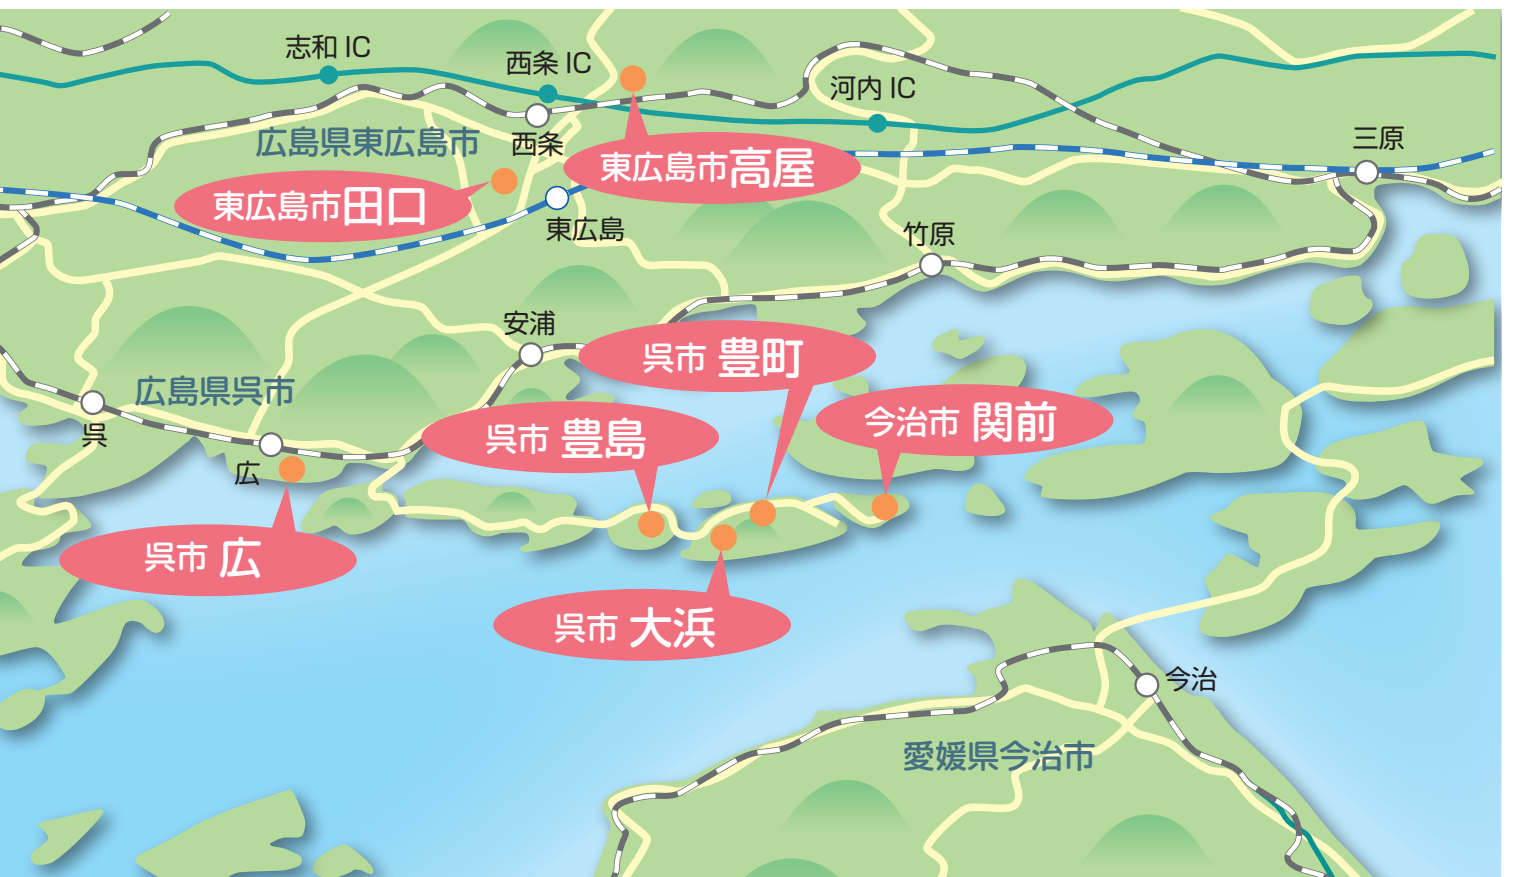 志和 IC
西条 IC
河内 IC
広島県東広島市
西条
東広島市高屋
三原
東広島市田口
東広島
竹原
安浦
呉市 豊町
広島県呉市
呉
呉市 豊島
今治市 関前
広
呉市 広
呉市 大浜
今治
愛媛県今治市